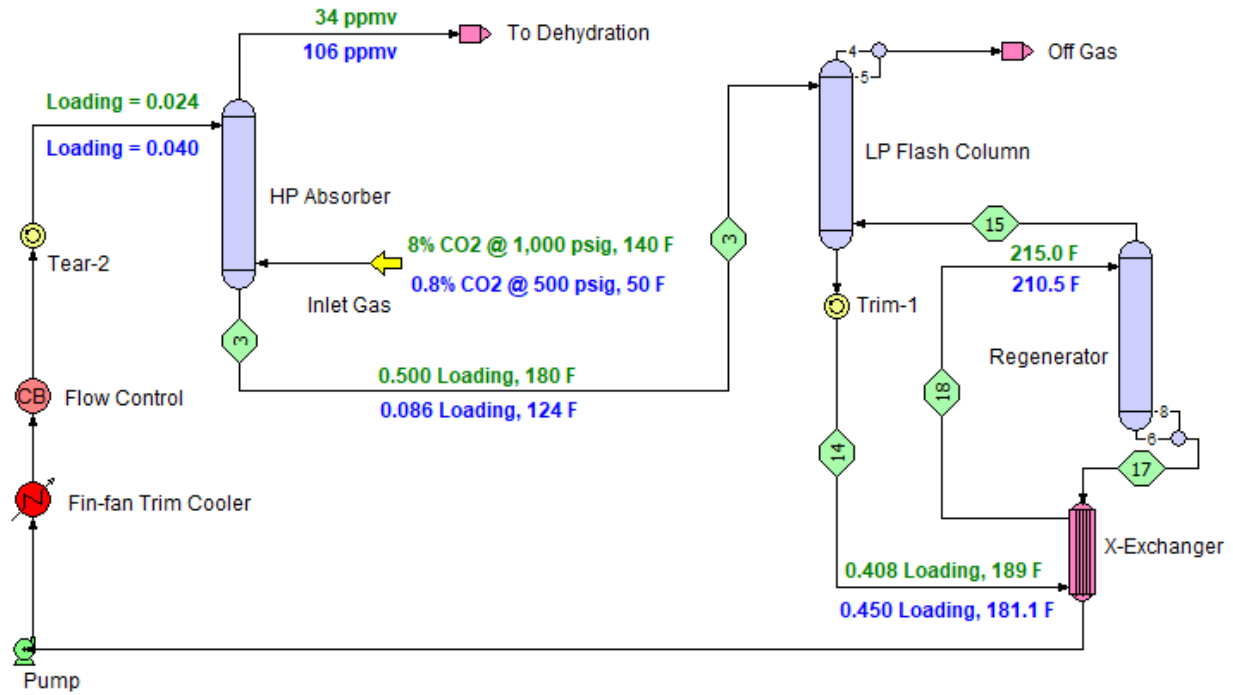 34 ppmv
106 ppmv
To Dehydration
4
5
Off Gas
Loading = 0.024
Loading = 0.040
LP Flash Column
HP Absorber
15
3
8% CO2 @ 1,000 psig, 140 F
0.8% CO2 @ 500 psig, 50 F
215.0 F
210.5 F
Tear-2
Inlet Gas
Trim-1
3
Regenerator
0.500 Loading, 180 F
0.086 Loading, 124 F
18
CB
Flow Control
8
6
14
17
Fin-fan Trim Cooler
X-Exchanger
0.408 Loading, 189 F
0.450 Loading, 181.1 F
Pump